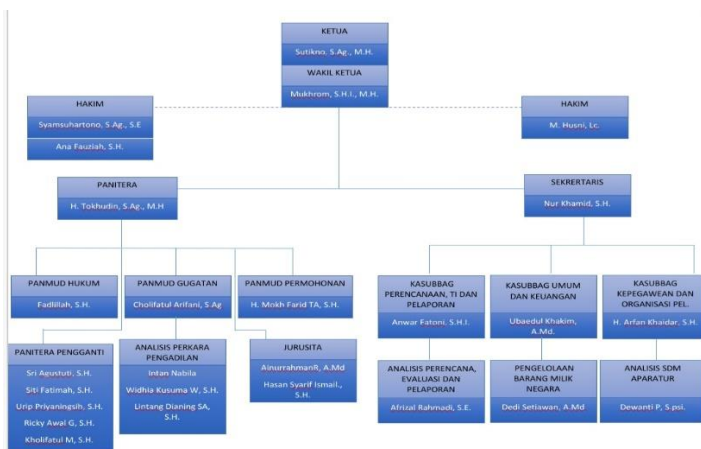 KETUA
Sutikno, S.Ag., M.H.
WAKIL KETUA
Mukhrom, S.H.I., M.H.
HAKIM
Syamsuhartono, S.Ag., S.E
Ana Fauziah, S.H.
HAKIM
M. Husni, Lc.
PANITERA
H. Tokhudin, S.Ag., M.H
SEKRERTARIS
Nur Khamid, S.H.
PANMUD HUKUM
Fadlillah, S.H.
PANMUD GUGATAN
Cholifatul Arifani, S.Ag
PANMUD PERMOHONAN
H. Mokh Farid TA, S.H.
KASUBBAG
PERENCANAAN, TI DAN
PELAPORAN
Anwar Fatoni, S.H.I.
KASUBBAG UMUM
DAN KEUANGAN
Ubaedul Khakim,
A.Md.
KASUBBAG
KEPEGAWEAN DAN
ORGANISASI PEL.
H. Arfan Khaidar, S.H.
PANITERA PENGGANTI
Sri Agustuti, S.H.
Siti Fatimah, S.H.
Urip Priyaningsih, S.H.
Ricky Awal G, S.H.
Kholifatul M, S.H.
ANALISIS PERKARA
PENGADILAN
Intan Nabila
Widhia Kusuma W, S.H.
Lintang Dianing SA,
S.H.
JURUSITA
AinurrahmanR, A.Md
Hasan Syarif Ismail.,
S.H.
ANALISIS PERENCANA,
EVALUASI DAN
PELAPORAN
Afrizal Rahmadi, S.E.
PENGELOLAAN
BARANG MILIK
NEGARA
Dedi Setiawan, A.Md
ANALISIS SDM
APARATUR
Dewanti P, S.psi.